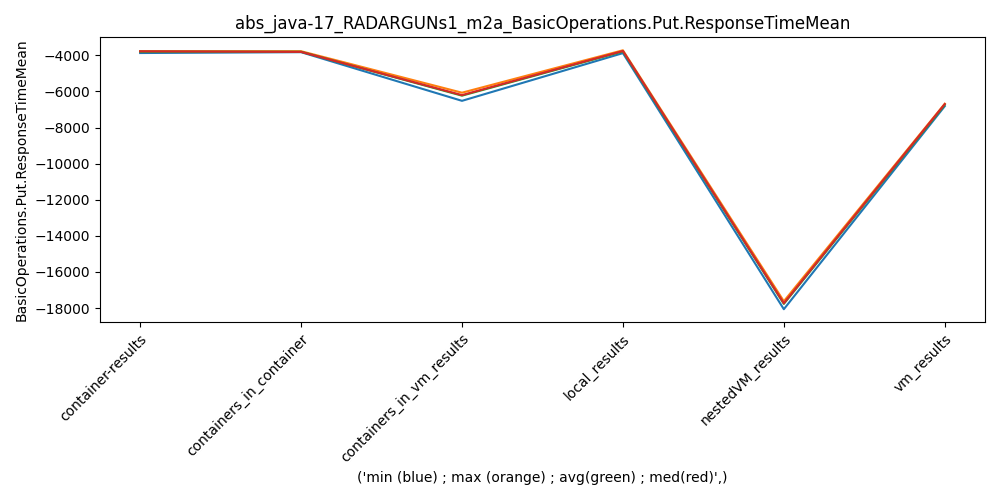 abs_java-17_RADARGUNs1_m2a_BasicOperations.Put.ResponseTimeMean
BasicOperations.Put.ResponseTimeMean
−4000
−6000
−8000
−10000
−12000
−14000
−16000
−18000
container-results
containers_in_container
containers_in_vm_results
local_results
nestedVM_results
vm_results
('min (blue) ; max (orange) ; avg(green) ; med(red)',)